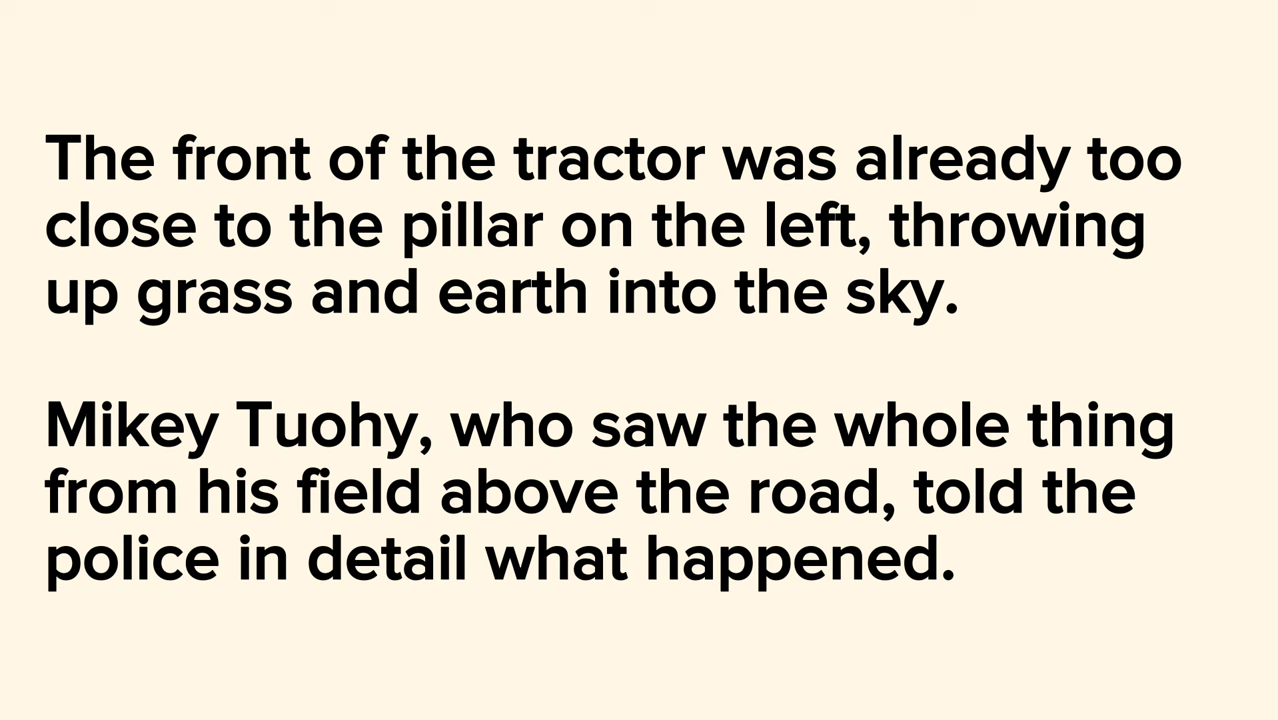 The front of the tractor was already too
close to the pillar on the left, throwing
up grass and earth into the sky.
Mikey Tuohy, who saw the whole thing
from his field above the road, told the
police in detail what happened.